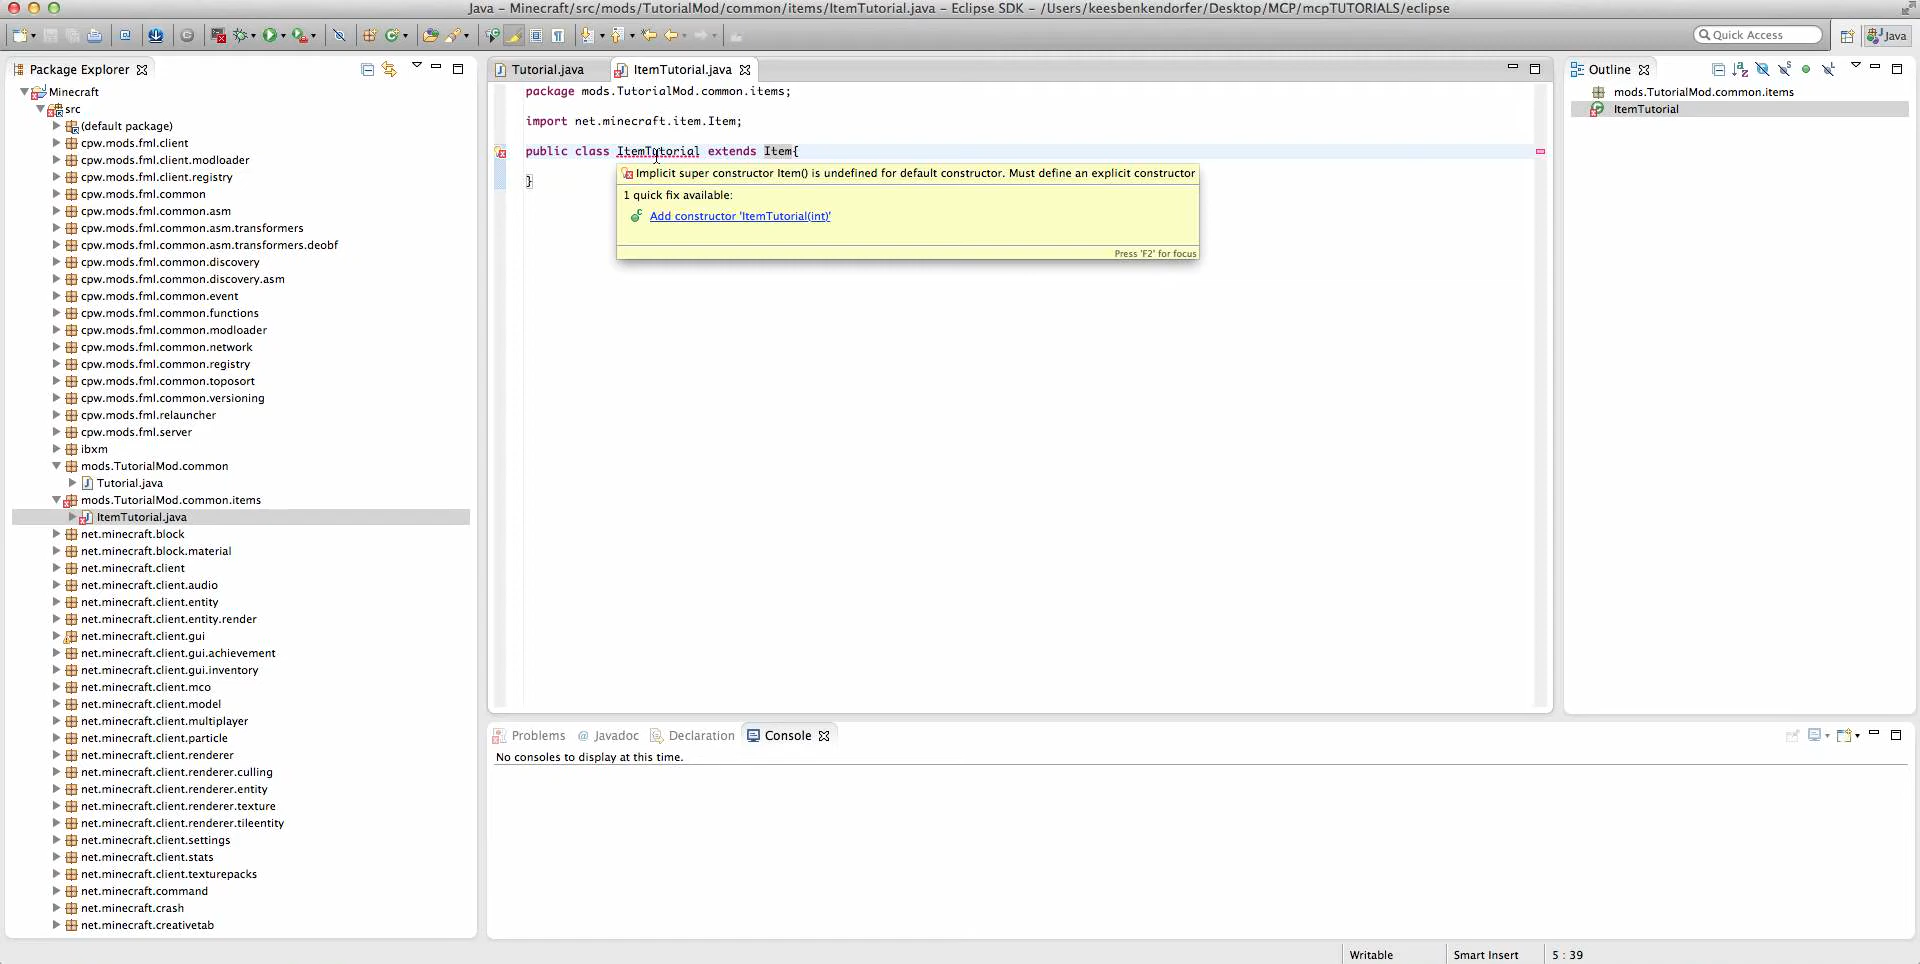 Java – Minecraft/src/mods/TutorialMod/common/items/ItemTutorial.java – Eclipse SDK – /Users/keesbenkendorfer/Desktop/MCP/mcpTUTORIALS/eclipse
Quick Access
Java
Package Explorer
Minecraft
src
(default package)
cpw.mods.fml.client
cpw.mods.fml.client.modloader
cpw.mods.fml.client.registry
cpw.mods.fml.common
cpw.mods.fml.common.asm
cpw.mods.fml.common.asm.transformers
cpw.mods.fml.common.asm.transformers.deobf
cpw.mods.fml.common.discovery
cpw.mods.fml.common.discovery.asm
cpw.mods.fml.common.event
cpw.mods.fml.common.functions
cpw.mods.fml.common.modloader
cpw.mods.fml.common.network
cpw.mods.fml.common.registry
cpw.mods.fml.common.toposort
cpw.mods.fml.common.versioning
cpw.mods.fml.relauncher
cpw.mods.fml.server
ibxm
mods.TutorialMod.common
Tutorial.java
mods.TutorialMod.common.items
ItemTutorial.java
net.minecraft.block
net.minecraft.block.material
net.minecraft.client
net.minecraft.client.audio
net.minecraft.client.entity
net.minecraft.client.entity.render
net.minecraft.client.gui
net.minecraft.client.gui.achievement
net.minecraft.client.gui.inventory
net.minecraft.client.mco
net.minecraft.client.model
net.minecraft.client.multiplayer
net.minecraft.client.particle
net.minecraft.client.renderer
net.minecraft.client.renderer.culling
net.minecraft.client.renderer.entity
net.minecraft.client.renderer.texture
net.minecraft.client.renderer.tileentity
net.minecraft.client.settings
net.minecraft.client.stats
net.minecraft.client.texturepacks
net.minecraft.command
net.minecraft.crash
net.minecraft.creativetab
Tutorial.java
ItemTutorial.java
package mods.TutorialMod.common.items;
import net.minecraft.item.Item;
public class ItemTutorial extends Item{
}
Implicit super constructor Item() is undefined for default constructor. Must define an explicit constructor
1 quick fix available:
Add constructor 'ItemTutorial(int)'
Press 'F2' for focus
Outline
mods.TutorialMod.common.items
ItemTutorial
Problems
@ Javadoc
Declaration
Console
No consoles to display at this time.
Writable
Smart Insert
5 : 39